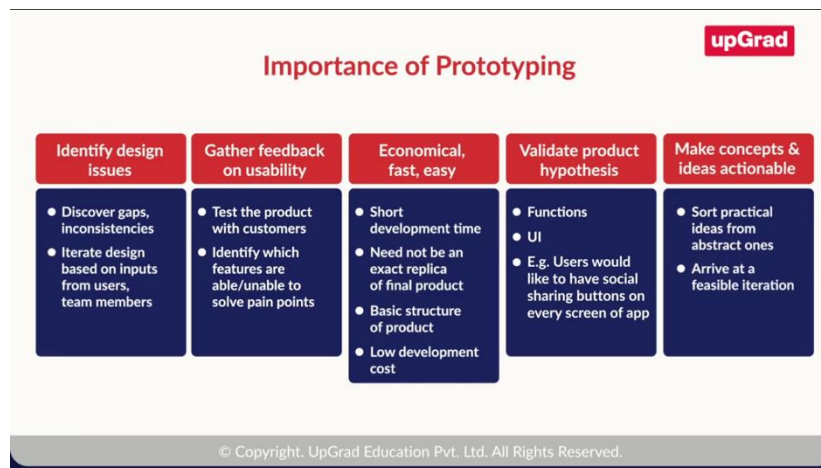 upGrad
Importance of Prototyping
Identify design
issues
● Discover gaps,
inconsistencies
● Iterate design
based on inputs
from users,
team members
Gather feedback
on usability
● Test the product
with customers
● Identify which
features are
able/unable to
solve pain points
Economical,
fast, easy
● Short
development time
● Need not be an
exact replica
of final product
● Basic structure
of product
● Low development
cost
Validate product
hypothesis
● Functions
● UI
● E.g. Users would
like to have social
sharing buttons on
every screen of app
Make concepts &
ideas actionable
● Sort practical
ideas from
abstract ones
● Arrive at a
feasible iteration
© Copyright. UpGrad Education Pvt. Ltd. All Rights Reserved.